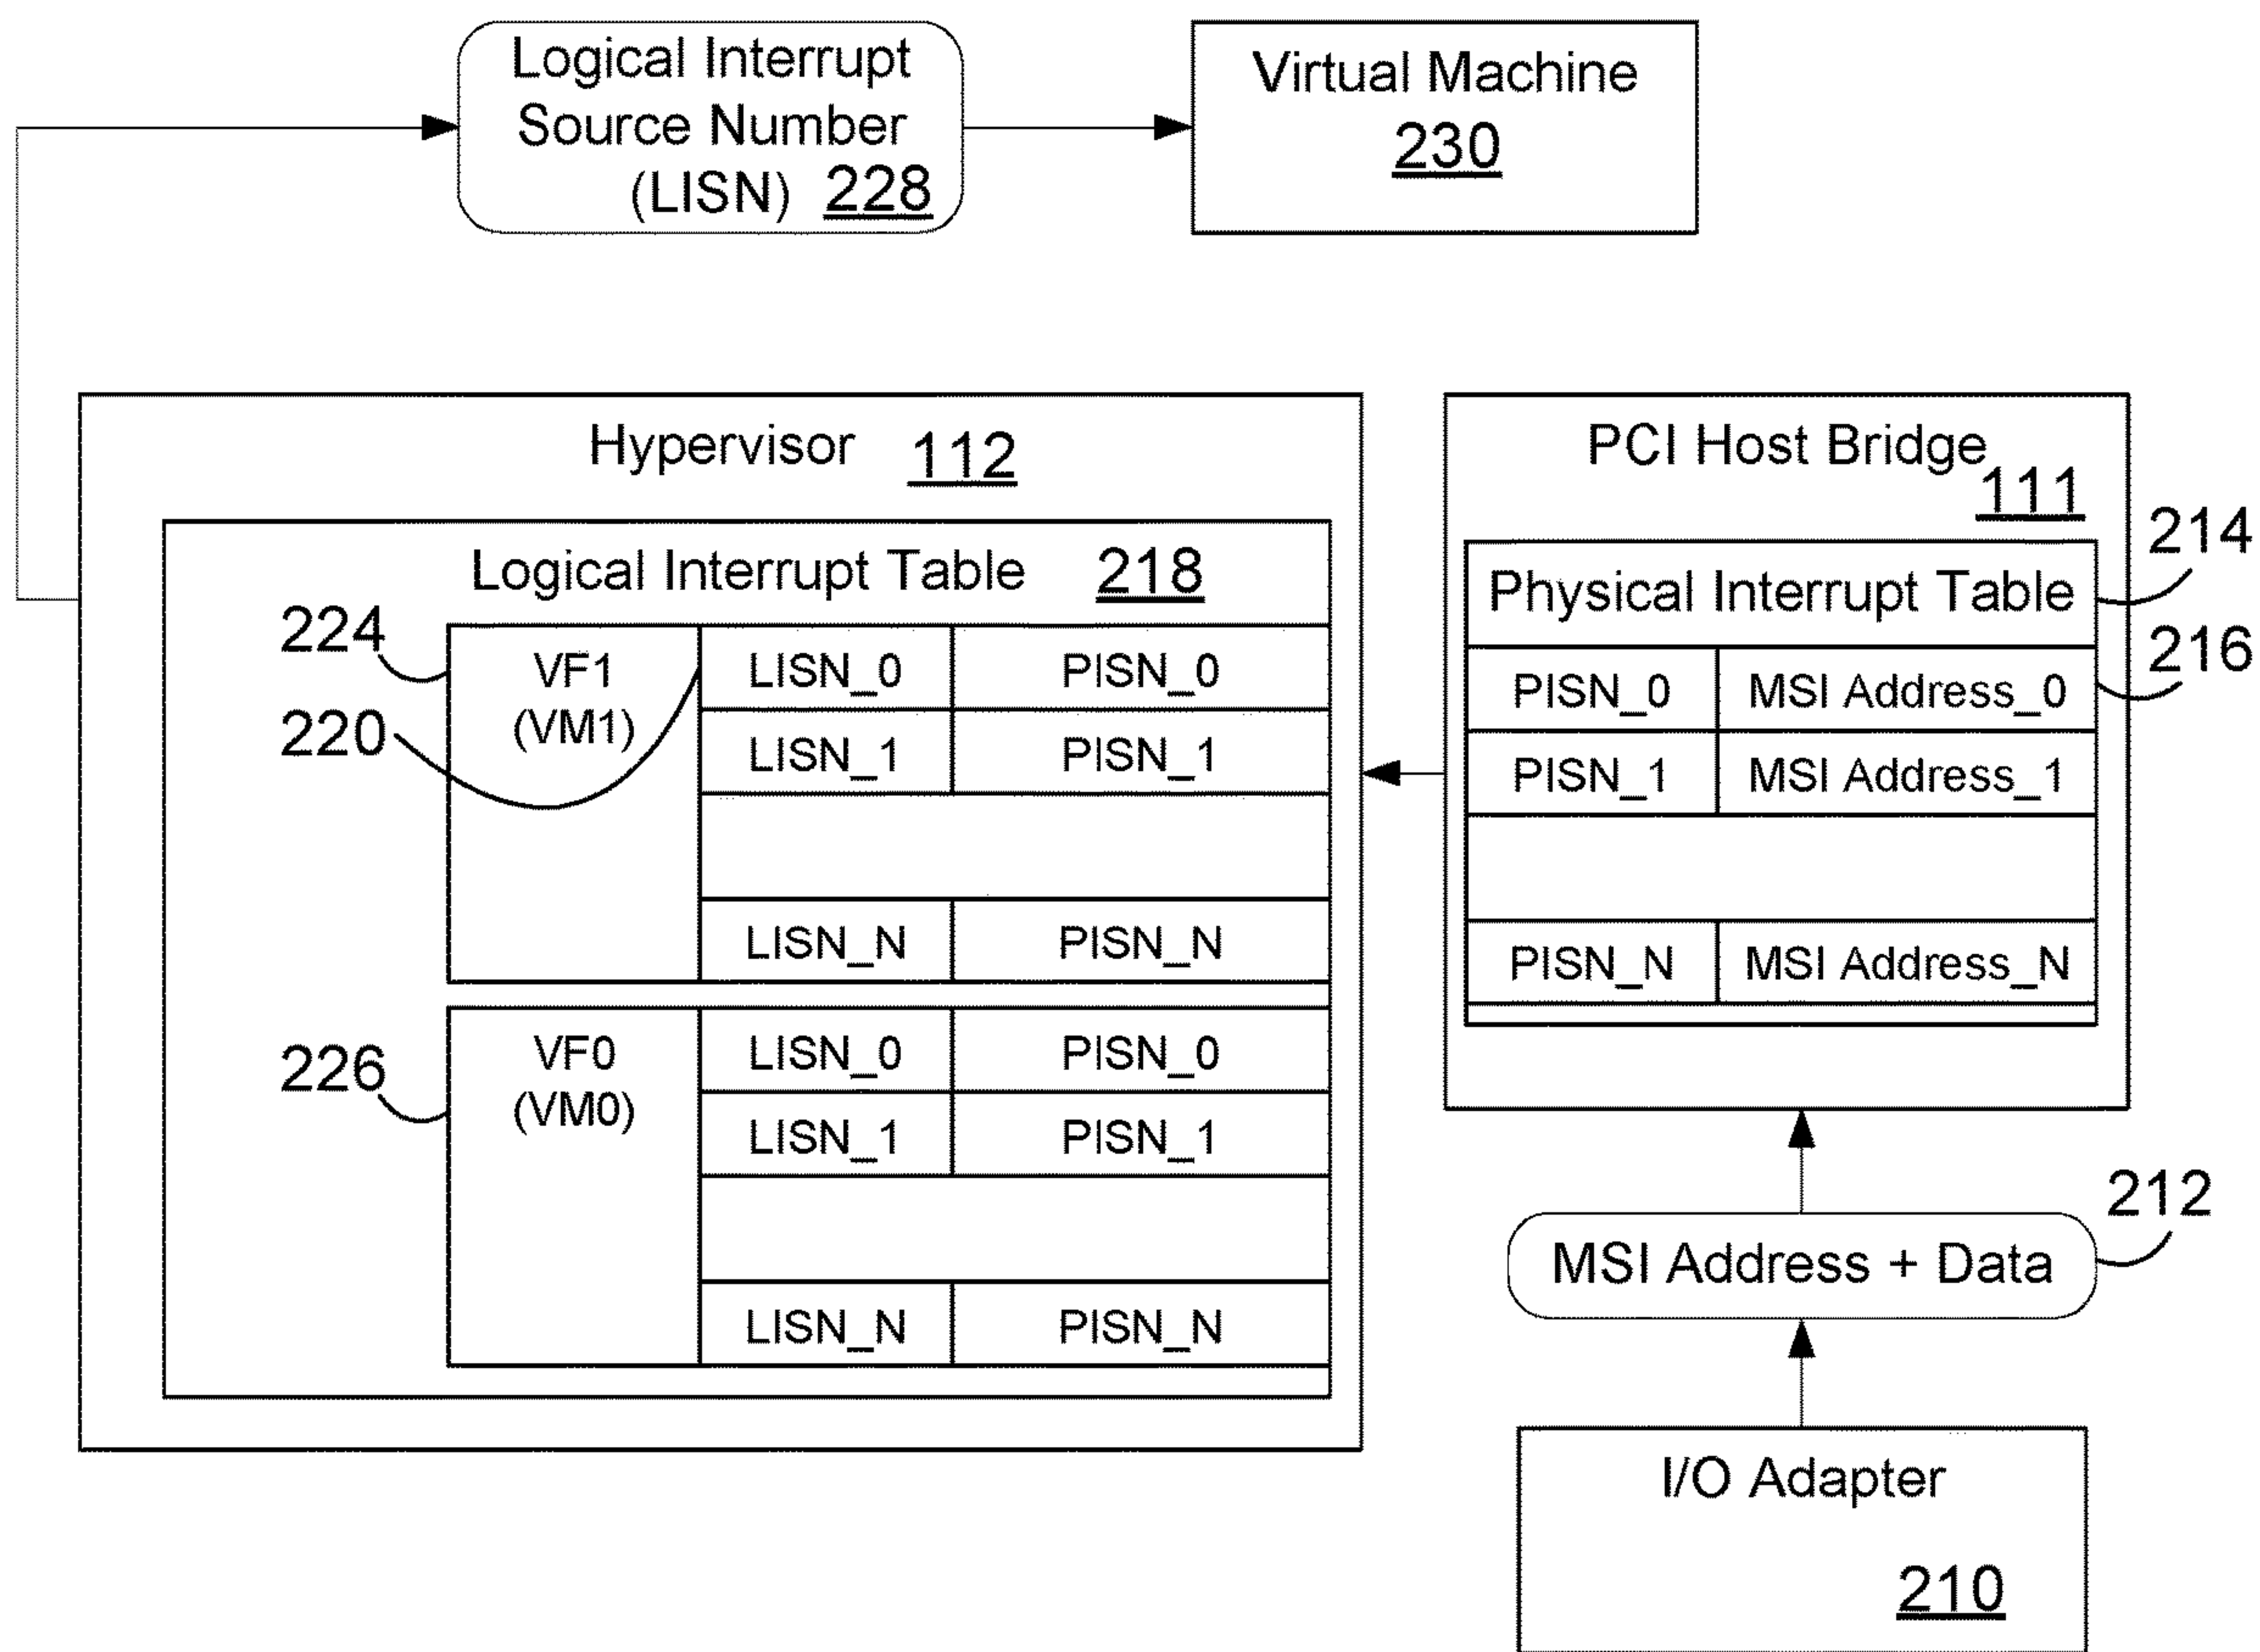 Logical Interrupt
Source Number
(LISN) 228
Virtual Machine
230
Hypervisor 112
Logical Interrupt Table 218
224
220
VF1
(VM1)
LISN_0 PISN_0
LISN_1 PISN_1
LISN_N PISN_N
226
VF0
(VM0)
LISN_0 PISN_0
LISN_1 PISN_1
LISN_N PISN_N
PCI Host Bridge
111
214
Physical Interrupt Table
216
PISN_0 MSI Address_0
PISN_1 MSI Address_1
PISN_N MSI Address_N
212
MSI Address + Data
I/O Adapter
210